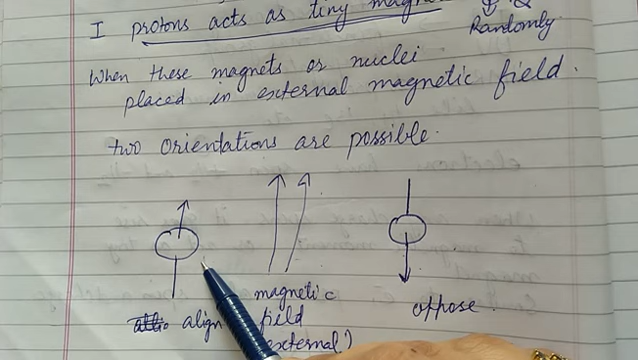 I protons acts as tiny magn
Randomly
When these magnets or nuclei
placed in external magnetic field.
two orientations are possible.
align
magnetic
field
external)
oppose